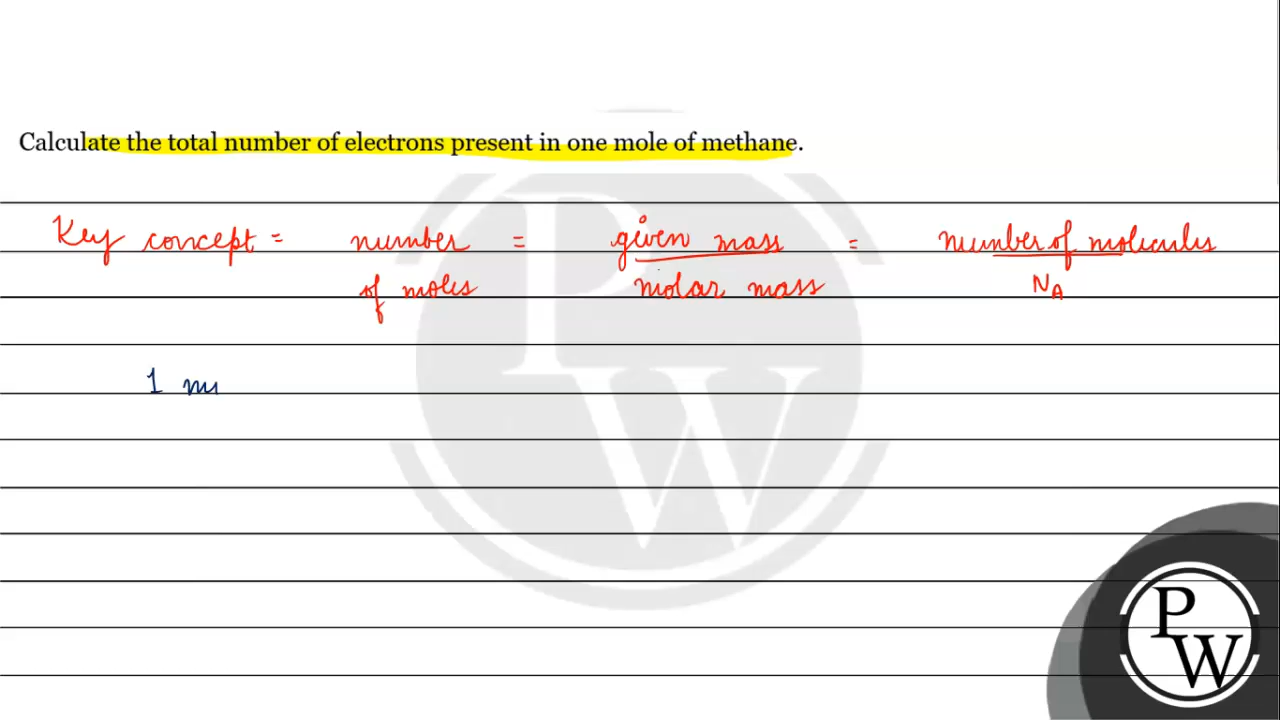 Calculate the total number of electrons present in one mole of methane.
Key concept = number = given mass = number of molecules
of moles molar mass NA
1 m
P
W
P
W